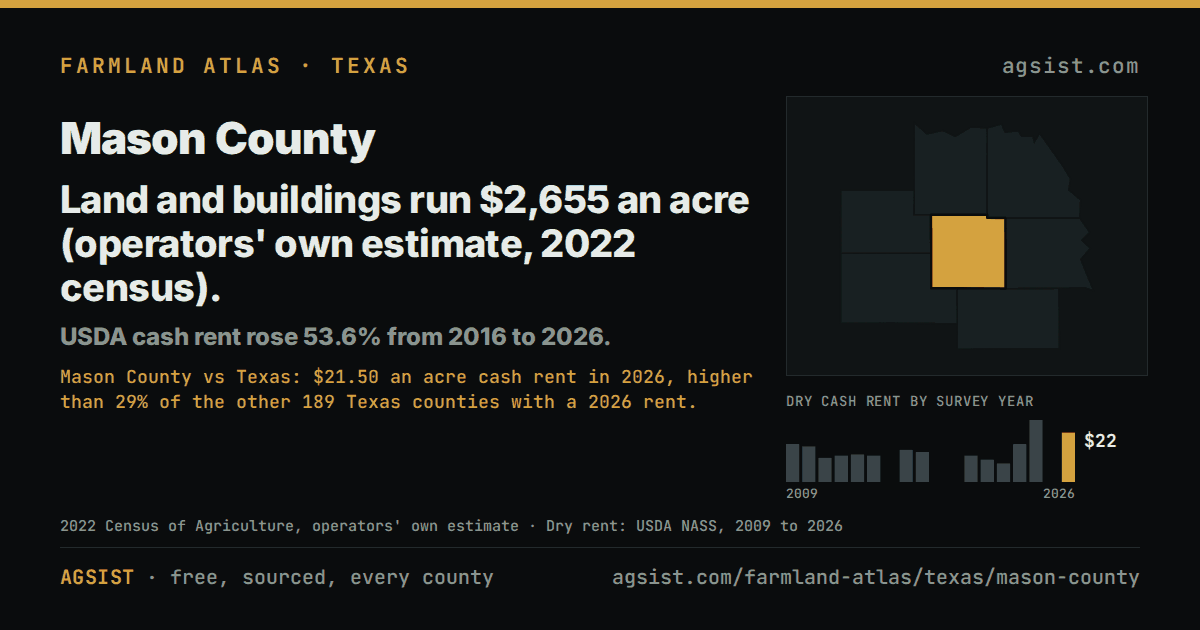 FARMLAND ATLAS · TEXAS
agsist.com
Mason County
Land and buildings run $2,655 an acre
(operators' own estimate, 2022
census).
USDA cash rent rose 53.6% from 2016 to 2026.
Mason County vs Texas: $21.50 an acre cash rent in 2026, higher
than 29% of the other 189 Texas counties with a 2026 rent.
DRY CASH RENT BY SURVEY YEAR
$22
2009
2026
2022 Census of Agriculture, operators' own estimate · Dry rent: USDA NASS, 2009 to 2026
AGSIST · free, sourced, every county
agsist.com/farmland-atlas/texas/mason-county